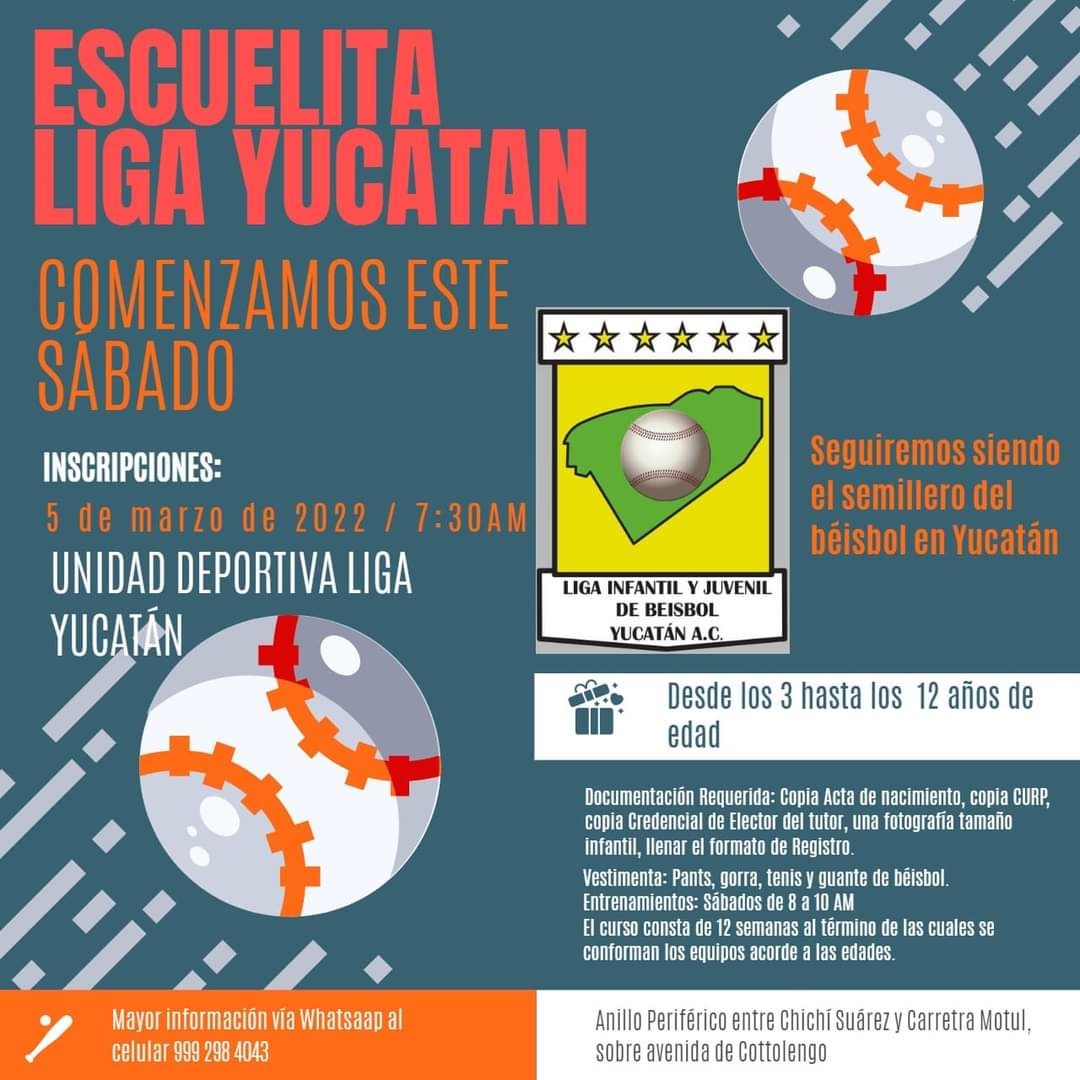 ESCUELITA
LIGA YUCATAN
COMENZAMOS ESTE
SÁBADO
INSCRIPCIONES:
5 de marzo de 2022 / 7:30AM
UNIDAD DEPORTIVA LIGA
YUCATÁN
LIGA INFANTIL Y JUVENIL
DE BEISBOL
YUCATÁN A.C.
Seguiremos siendo
el semillero del
béisbol en Yucatán
Desde los 3 hasta los 12 años de
edad
Documentación Requerida: Copia Acta de nacimiento, copia CURP,
copia Credencial de Elector del tutor, una fotografía tamaño
infantil, llenar el formato de Registro.
Vestimenta: Pants, gorra, tenis y guante de béisbol.
Entrenamientos: Sábados de 8 a 10 AM
El curso consta de 12 semanas al término de las cuales se
conforman los equipos acorde a las edades.
Mayor información vía Whatsaap al
celular 999 298 4043
Anillo Periférico entre Chichí Suárez y Carretra Motul,
sobre avenida de Cottolengo